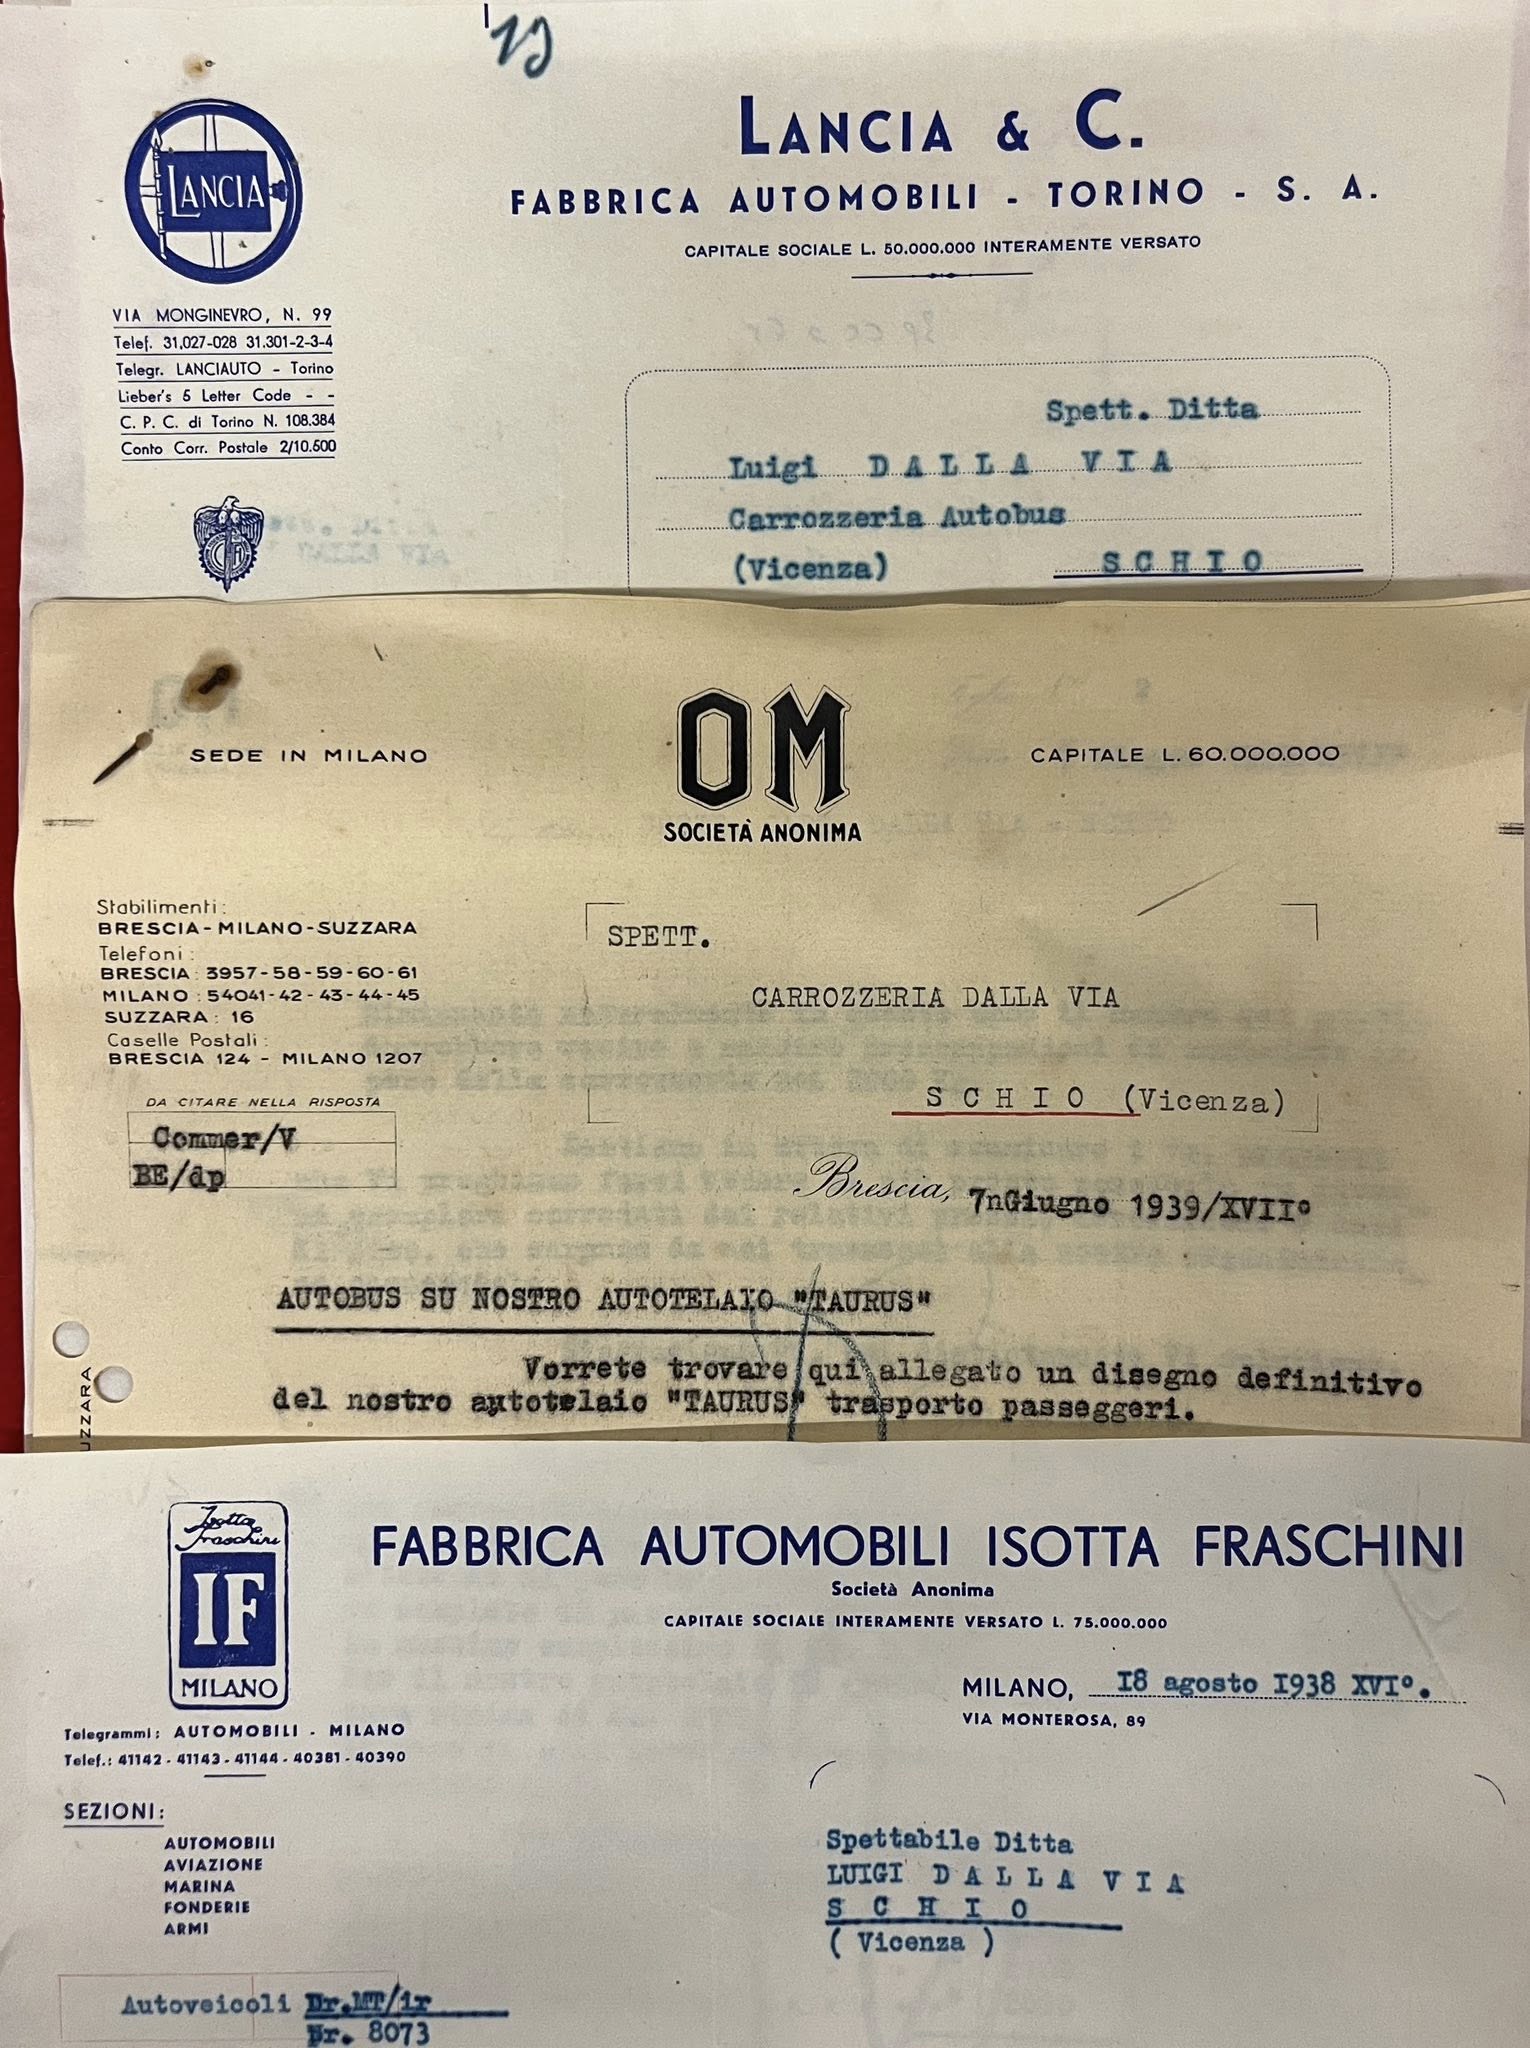 19
LANCIA & C.
FABBRICA AUTOMOBILI - TORINO - S. A.
CAPITALE SOCIALE L. 50.000.000 INTERAMENTE VERSATO
LANCIA
VIA MONGINEVRO, N. 99
Telef. 31.027-028 31.301-2-3-4
Telegr. LANCIAUTO - Torino
Lieber's 5 Letter Code - -
C. P. C. di Torino N. 108.384
Conto Corr. Postale 2/10.500
Spett. Ditta
Luigi DALLA VIA
Carrozzeria Autobus
(Vicenza) SCHIO
OM
SOCIETÀ ANONIMA
SEDE IN MILANO
CAPITALE L. 60.000.000
Stabilimenti:
BRESCIA - MILANO - SUZZARA
Telefoni:
BRESCIA : 3957 - 58 - 59 - 60 - 61
MILANO : 54041 - 42 - 43 - 44 - 45
SUZZARA : 16
Caselle Postali:
BRESCIA 124 - MILANO 1207
DA CITARE NELLA RISPOSTA
Commer/V
BE/dp
SPETT.
CARROZZERIA DALLA VIA
SCHIO (Vicenza)
Brescia, 7nGiugno 1939/XVII°
AUTOBUS SU NOSTRO AUTOTELAIO "TAURUS"
Vorrete trovare qui allegato un disegno definitivo
del nostro autotelaio "TAURUS" trasporto passeggeri.
UZZARA
Isotta
Fraschini
IF
MILANO
FABBRICA AUTOMOBILI ISOTTA FRASCHINI
Società Anonima
CAPITALE SOCIALE INTERAMENTE VERSATO L. 75.000.000
MILANO, 18 agosto 1938 XVI°.
VIA MONTEROSA, 89
Telegrammi: AUTOMOBILI - MILANO
Telef.: 41142 - 41143 - 41144 - 40381 - 40390
SEZIONI:
AUTOMOBILI
AVIAZIONE
MARINA
FONDERIE
ARMI
Spettabile Ditta
LUIGI DALLA VIA
SCHIO
( Vicenza )
Autoveicoli Dr.MT/ir
Nr. 8073